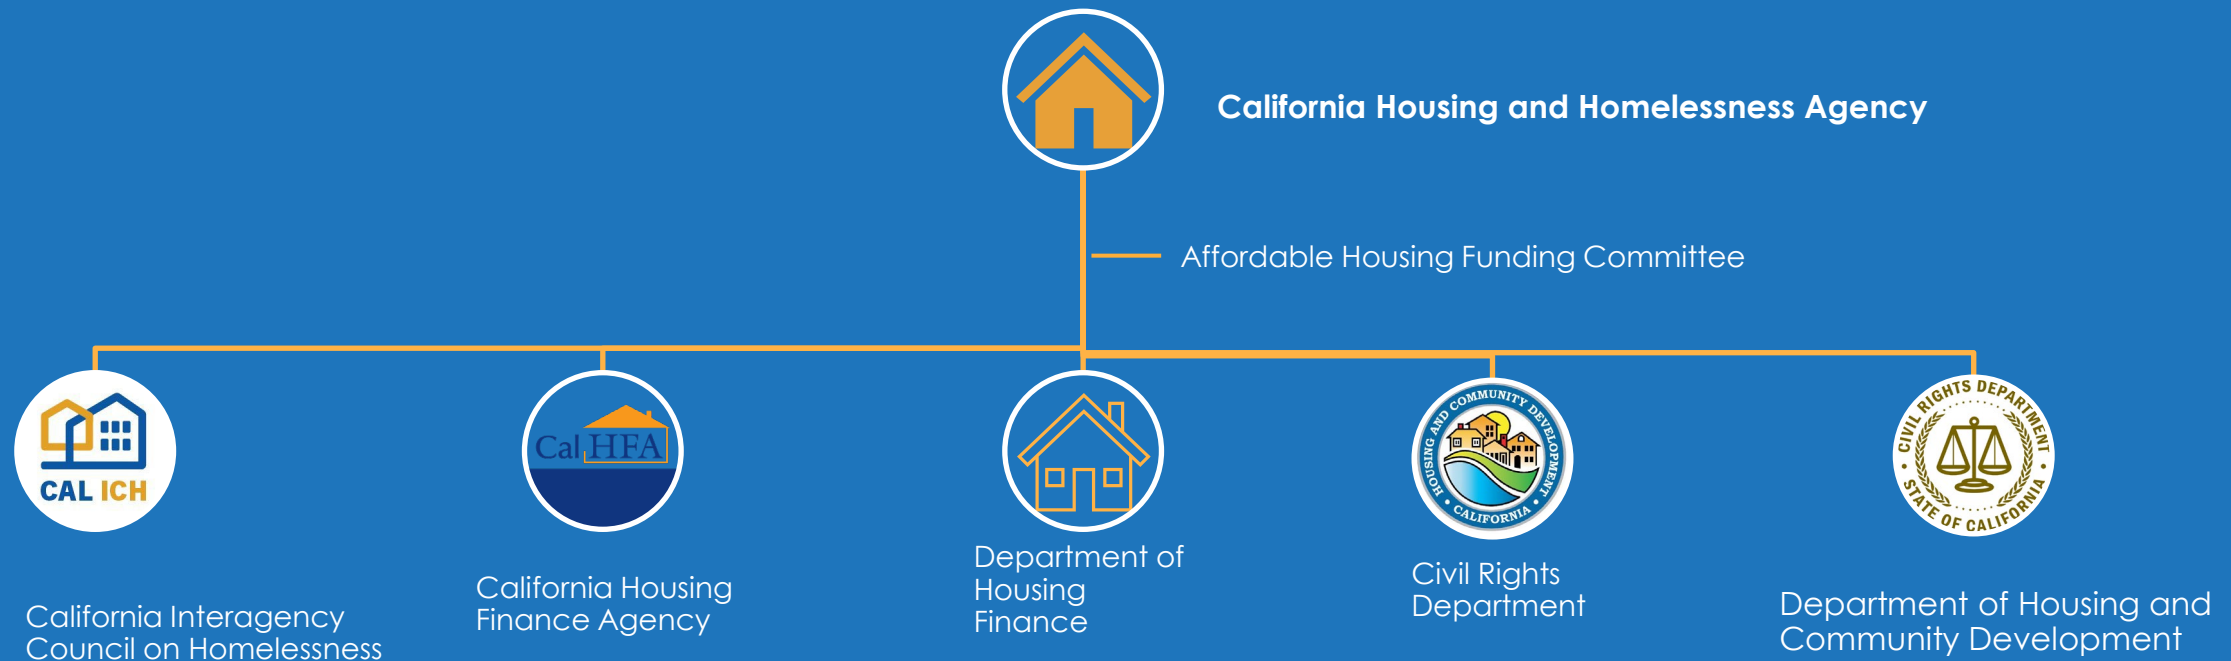 California Housing and Homelessness Agency
Affordable Housing Funding Committee
CAL ICH
Cal HFA
HOUSING AND COMMUNITY DEVELOPMENT
• CALIFORNIA •
CIVIL RIGHTS DEPARTMENT
• STATE OF CALIFORNIA •
California Interagency
Council on Homelessness
California Housing
Finance Agency
Department of
Housing
Finance
Civil Rights
Department
Department of Housing and
Community Development